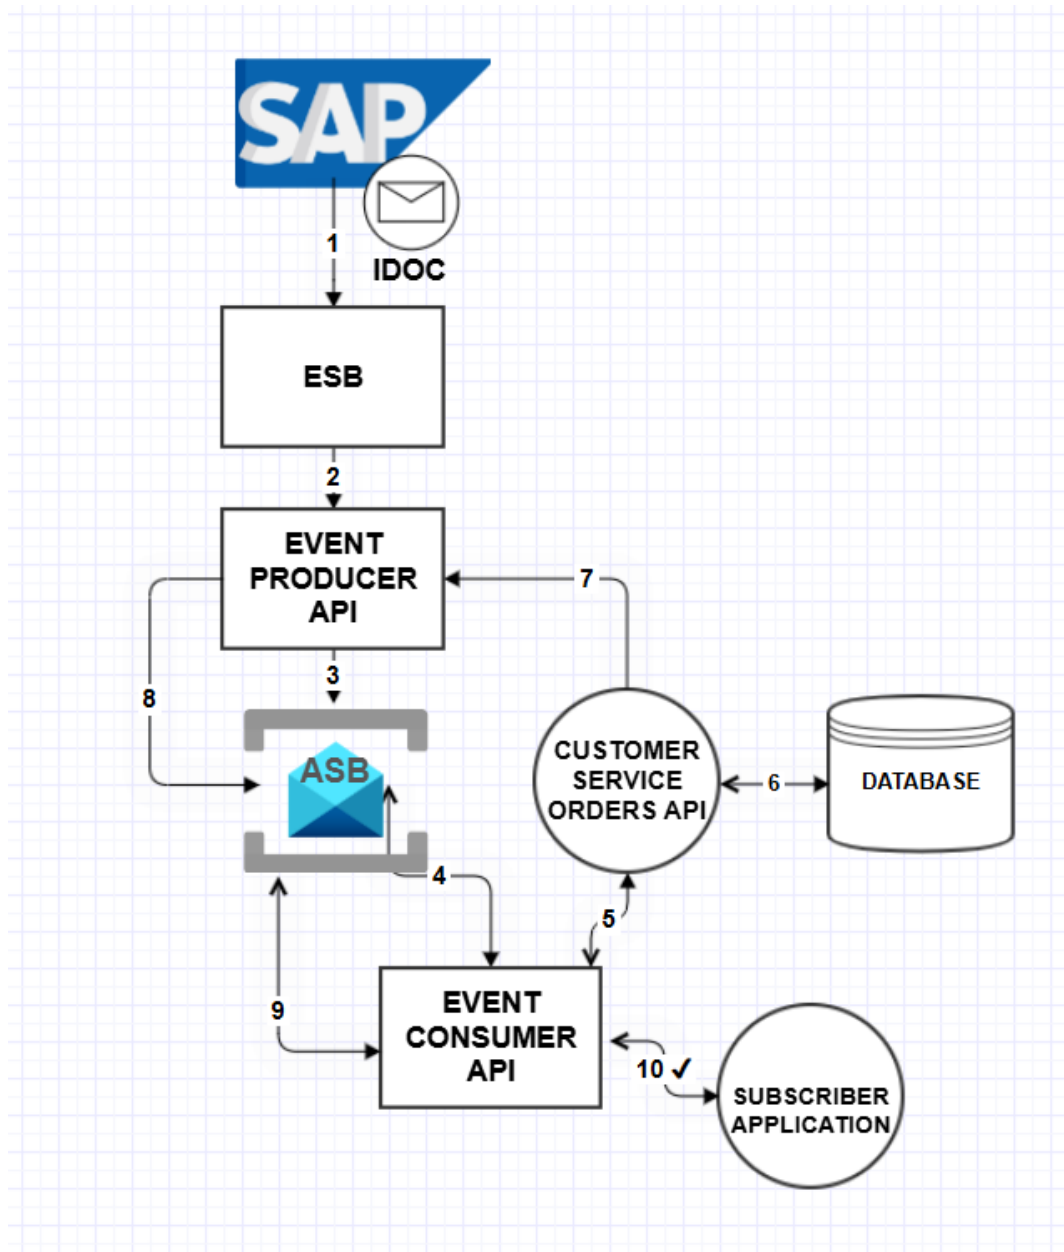 SAP
1
IDOC
ESB
2
EVENT
PRODUCER
API
7
3
8
ASB
CUSTOMER
SERVICE
ORDERS API
6
DATABASE
4
5
EVENT
CONSUMER
API
9
10 ✓
SUBSCRIBER
APPLICATION